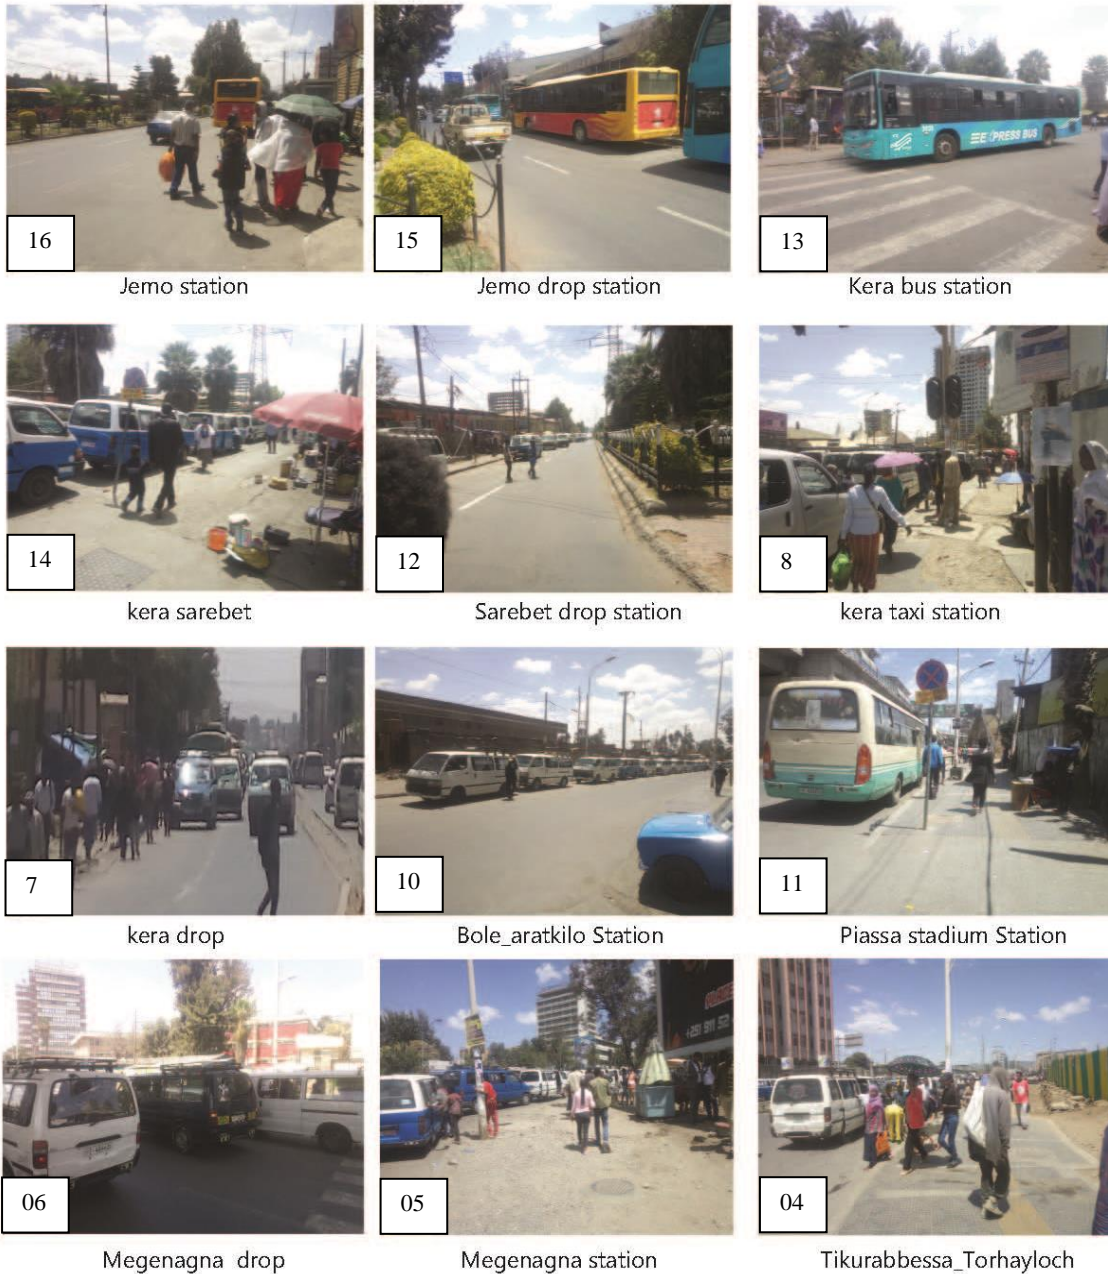 16
15
13
EXPRESS BUS
Jemo station
Jemo drop station
Kera bus station
14
12
8
kera sarebet
Sarebet drop station
kera taxi station
7
10
11
kera drop
Bole_aratkilo Station
Piassa stadium Station
06
05
04
Megenagna drop
Megenagna station
Tikurabbessa_Torhayloch